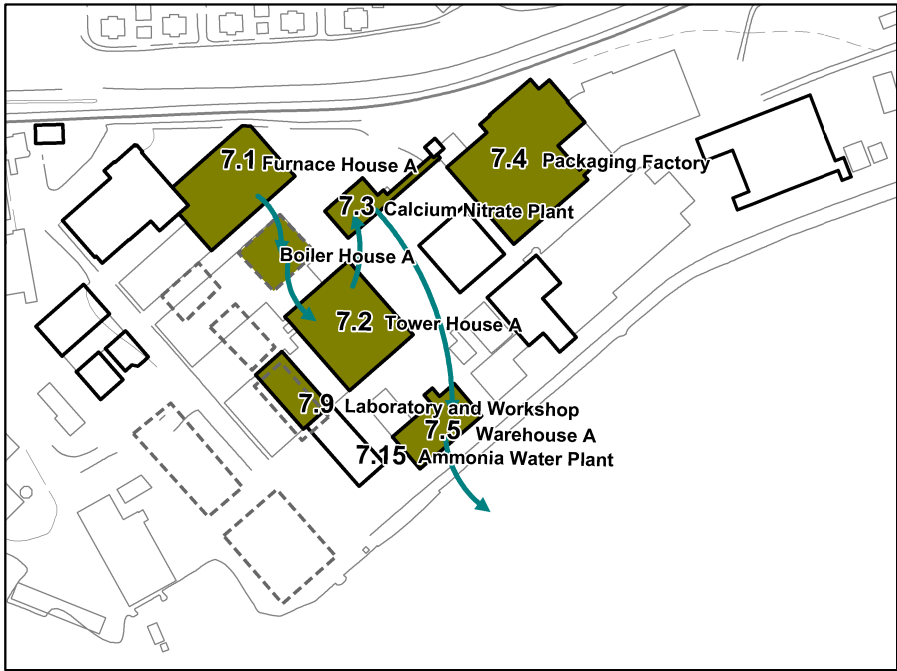 7.1 Furnace House A
7.4 Packaging Factory
7.3 Calcium Nitrate Plant
Boiler House A
7.2 Tower House A
7.9 Laboratory and Workshop
7.5 Warehouse A
7.15 Ammonia Water Plant